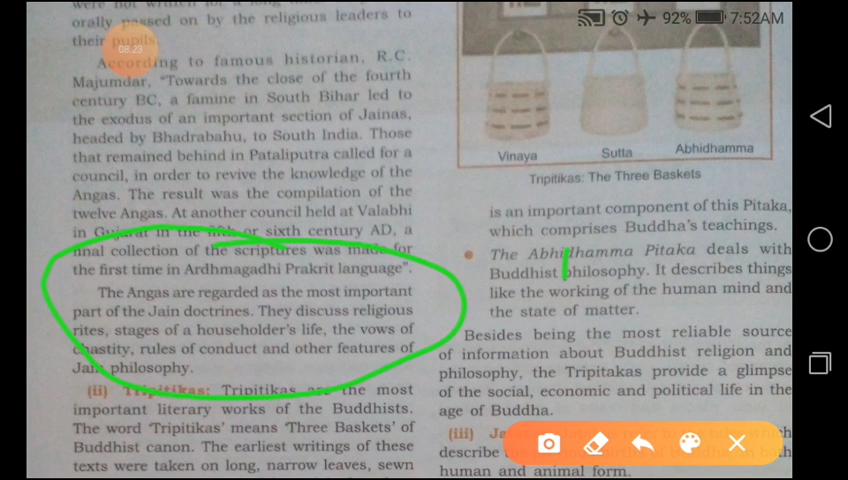 92% 7:52AM
08:23
were not written for a long time
orally passed on by the religious leaders to
their pupils.
According to famous historian, R.C.
Majumdar, "Towards the close of the fourth
century BC, a famine in South Bihar led to
the exodus of an important section of Jainas,
headed by Bhadrabahu, to South India. Those
that remained behind in Pataliputra called for a
council, in order to revive the knowledge of the
Angas. The result was the compilation of the
twelve Angas. At another council held at Valabhi
in Gujarat in the fifth or sixth century AD, a
final collection of the scriptures was made for
the first time in Ardhmagadhi Prakrit language".
The Angas are regarded as the most important
part of the Jain doctrines. They discuss religious
rites, stages of a householder's life, the vows of
chastity, rules of conduct and other features of
Jain philosophy.
(ii) Tripitikas: Tripitikas are the most
important literary works of the Buddhists.
The word 'Tripitikas' means 'Three Baskets' of
Buddhist canon. The earliest writings of these
texts were taken on long, narrow leaves, sewn
Vinaya Sutta Abhidhamma
Tripitikas: The Three Baskets
is an important component of this Pitaka,
which comprises Buddha's teachings.
• The Abhidhamma Pitaka deals with
Buddhist philosophy. It describes things
like the working of the human mind and
the state of matter.
Besides being the most reliable source
of information about Buddhist religion and
philosophy, the Tripitakas provide a glimpse
of the social, economic and political life in the
age of Buddha.
(iii)
describe
human and animal form.